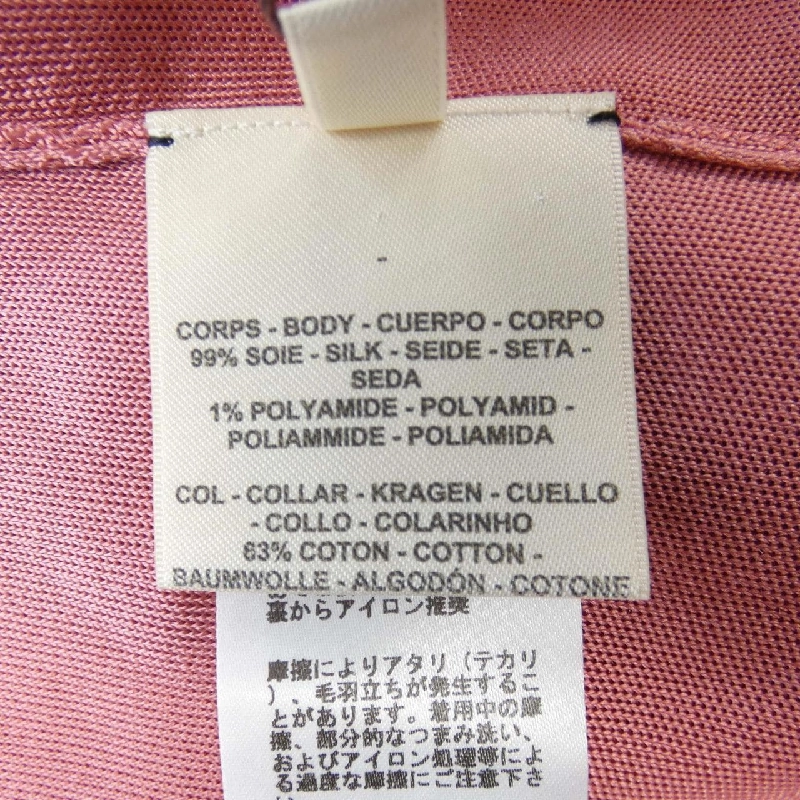 -
CORPS - BODY - CUERPO - CORPO
99% SOIE - SILK - SEIDE - SETA -
SEDA
1% POLYAMIDE - POLYAMID -
POLIAMMIDE - POLIAMIDA
COL - COLLAR - KRAGEN - CUELLO
- COLLO - COLARINHO
63% COTON - COTTON -
BAUMWOLLE - ALGODÓN - COTONE
裏からアイロン推奨
摩擦によりアタリ（テカリ
）、毛羽立ちが発生するこ
とがあります。着用中の摩
擦、部分的なつまみ洗い、
およびアイロン処理等によ
る過度な摩擦にご注意下さ
い。